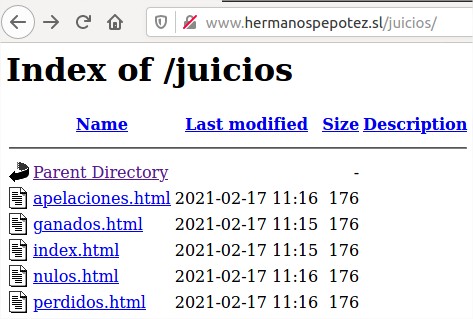 www.hermanospepotez.sl/juicios/
Index of /juicios
Name Last modified Size Description
Parent Directory -
apelaciones.html 2021-02-17 11:16 176
ganados.html 2021-02-17 11:15 176
index.html 2021-02-17 11:15 176
nulos.html 2021-02-17 11:16 176
perdidos.html 2021-02-17 11:16 176